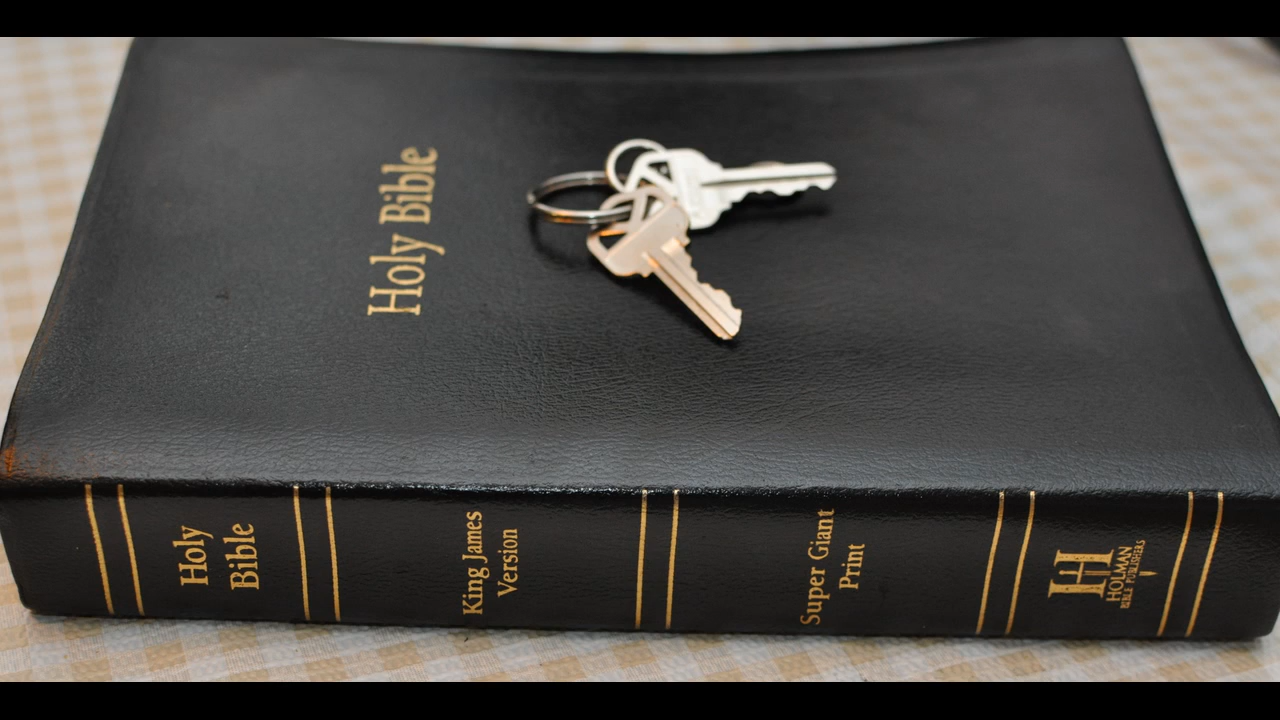 Holy Bible
Holy
Bible
King James
Version
Super Giant
Print
H
HOLMAN
BIBLE PUBLISHERS